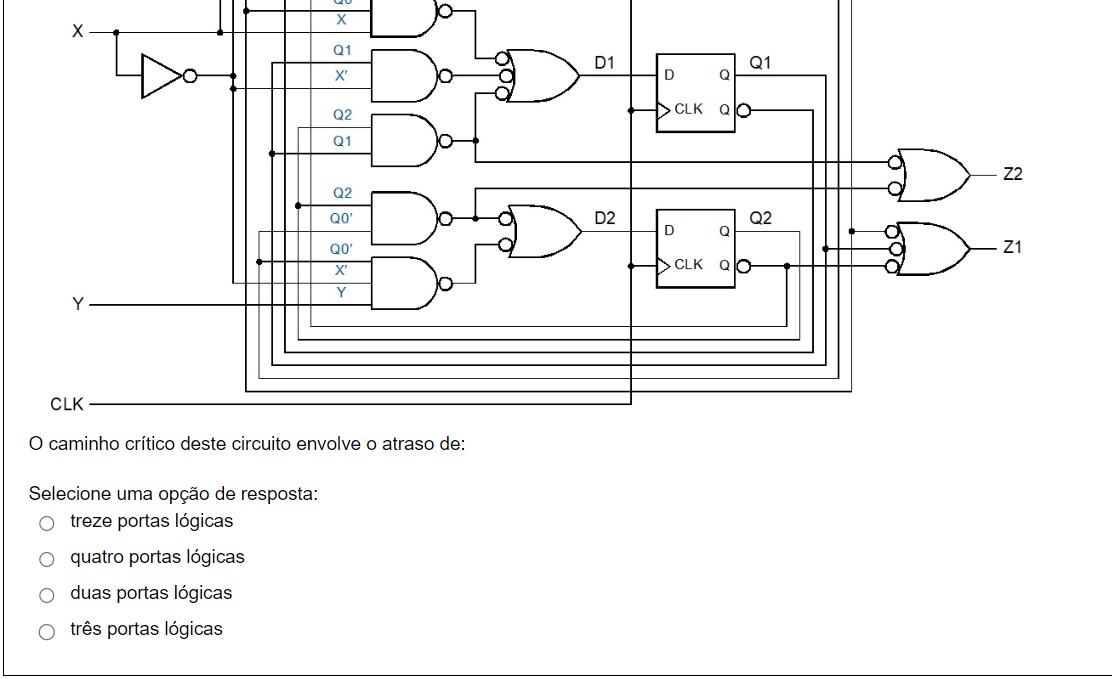 Q0
X
X
Q1
X'
D1
D
Q
Q1
CLK
Q
Q2
Q1
Z2
Q2
Q0'
D2
D
Q
Q2
Q0'
X'
CLK
Q
Z1
Y
Y
CLK
O caminho crítico deste circuito envolve o atraso de:
Selecione uma opção de resposta:
treze portas lógicas
quatro portas lógicas
duas portas lógicas
três portas lógicas